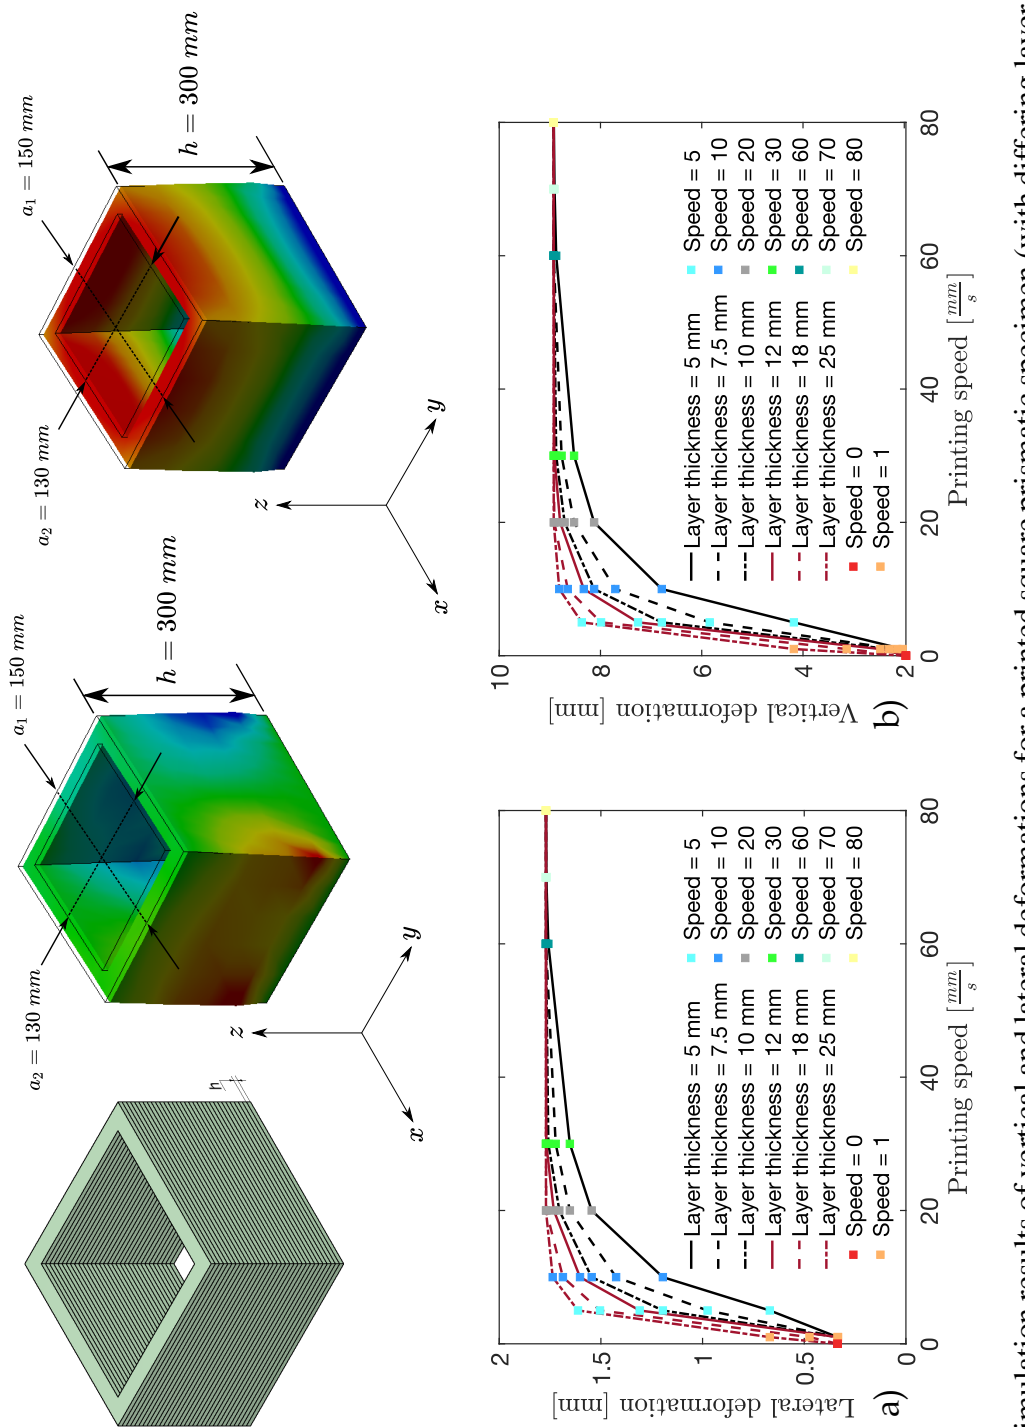 h
a₂ = 130 mm
a₁ = 150 mm
h = 300 mm
z
x
y
a₂ = 130 mm
a₁ = 150 mm
h = 300 mm
z
x
y
a)
Lateral deformation [mm]
2
1.5
1
0.5
0
0
20
40
60
80
Printing speed [mm/s]
Layer thickness = 5 mm
Layer thickness = 7.5 mm
Layer thickness = 10 mm
Layer thickness = 12 mm
Layer thickness = 18 mm
Layer thickness = 25 mm
Speed = 0
Speed = 1
Speed = 5
Speed = 10
Speed = 20
Speed = 30
Speed = 60
Speed = 70
Speed = 80
b)
Vertical deformation [mm]
10
8
6
4
2
0
20
40
60
80
Printing speed [mm/s]
Layer thickness = 5 mm
Layer thickness = 7.5 mm
Layer thickness = 10 mm
Layer thickness = 12 mm
Layer thickness = 18 mm
Layer thickness = 25 mm
Speed = 0
Speed = 1
Speed = 5
Speed = 10
Speed = 20
Speed = 30
Speed = 60
Speed = 70
Speed = 80
imulation results of vertical and lateral deformations for a printed square prismatic specimen (with differing layer